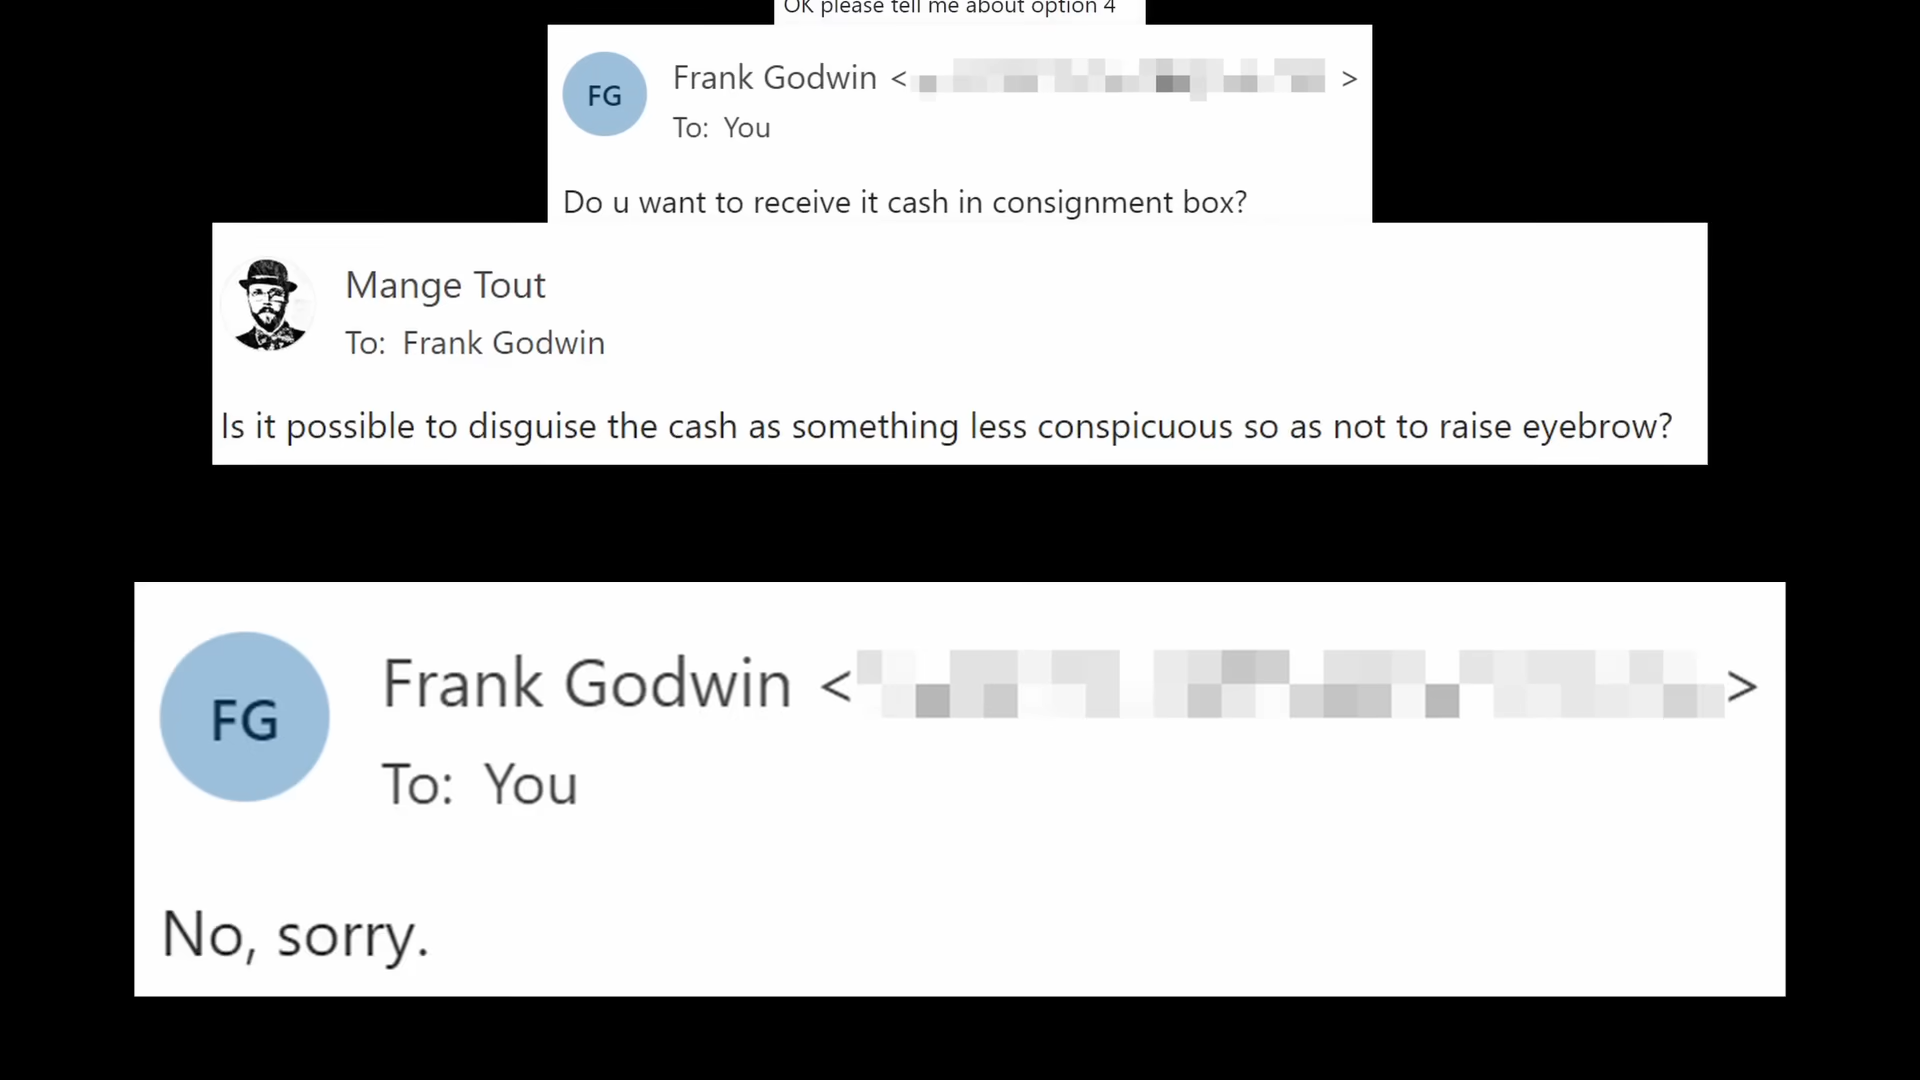 OK please tell me about option 4
FG
Frank Godwin < >
To: You
Do u want to receive it cash in consignment box?
Mange Tout
To: Frank Godwin
Is it possible to disguise the cash as something less conspicuous so as not to raise eyebrow?
FG
Frank Godwin < >
To: You
No, sorry.